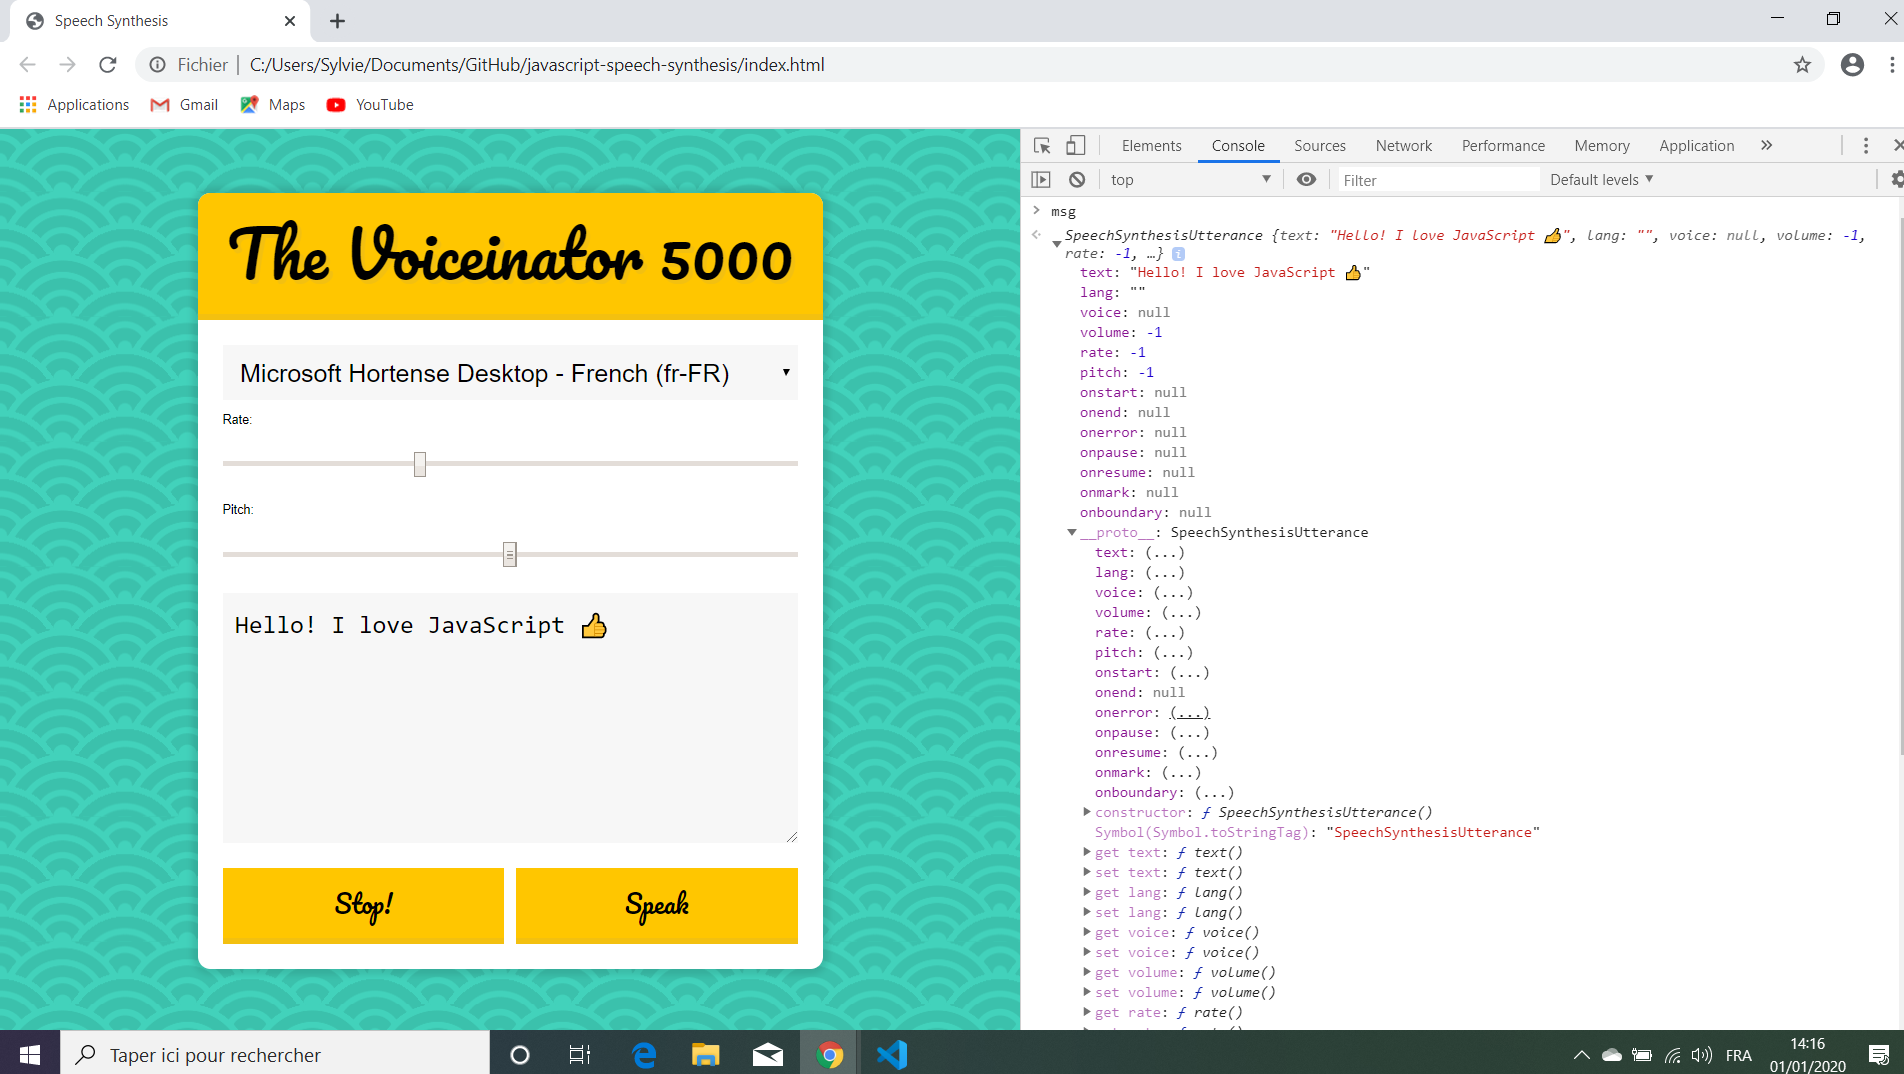 Speech Synthesis
Fichier | C:/Users/Sylvie/Documents/GitHub/javascript-speech-synthesis/index.html
Applications Gmail Maps YouTube
The Voiceinator 5000
Microsoft Hortense Desktop - French (fr-FR)
Rate:
Pitch:
Hello! I love JavaScript 👍
Stop! Speak
Elements Console Sources Network Performance Memory Application »
top Filter Default levels
msg
SpeechSynthesisUtterance {text: "Hello! I love JavaScript 👍", lang: "", voice: null, volume: -1,
rate: -1, …}
text: "Hello! I love JavaScript 👍"
lang: ""
voice: null
volume: -1
rate: -1
pitch: -1
onstart: null
onend: null
onerror: null
onpause: null
onresume: null
onmark: null
onboundary: null
__proto__: SpeechSynthesisUtterance
text: (...)
lang: (...)
voice: (...)
volume: (...)
rate: (...)
pitch: (...)
onstart: (...)
onend: null
onerror: (...)
onpause: (...)
onresume: (...)
onmark: (...)
onboundary: (...)
constructor: ƒ SpeechSynthesisUtterance()
Symbol(Symbol.toStringTag): "SpeechSynthesisUtterance"
get text: ƒ text()
set text: ƒ text()
get lang: ƒ lang()
set lang: ƒ lang()
get voice: ƒ voice()
set voice: ƒ voice()
get volume: ƒ volume()
set volume: ƒ volume()
get rate: ƒ rate()
Taper ici pour rechercher
FRA
14:16
01/01/2020